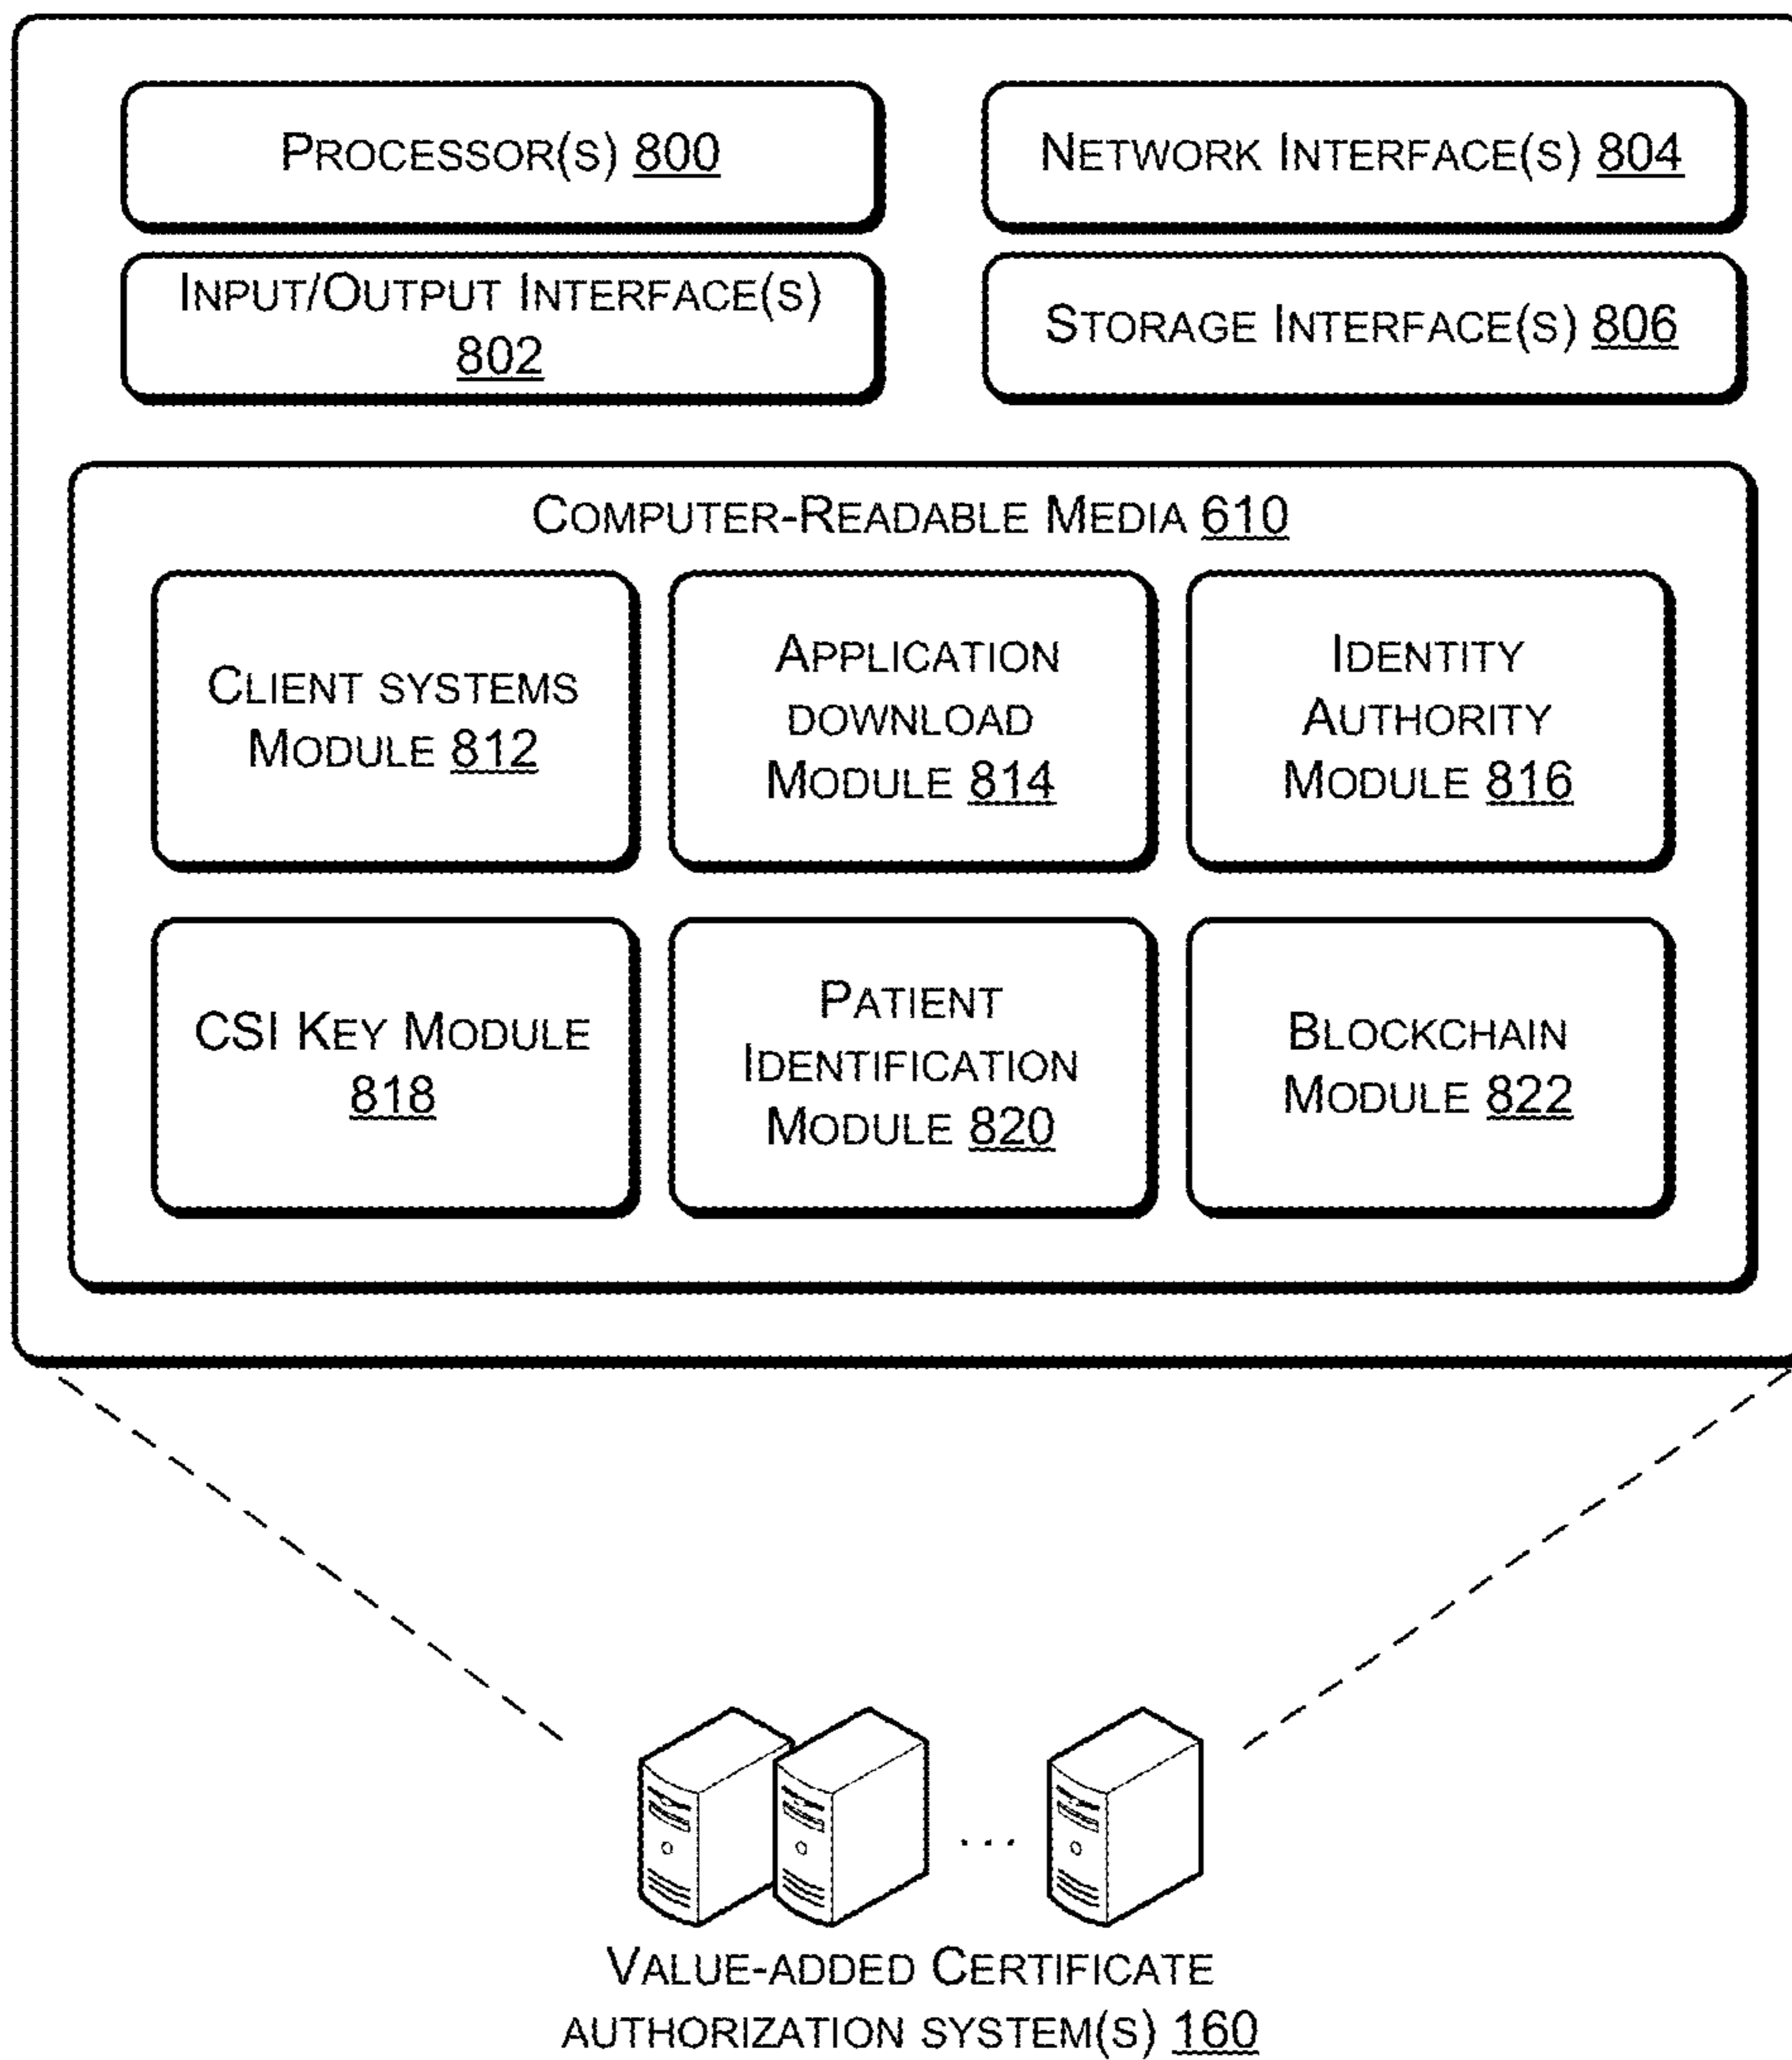 PROCESSOR(S) 800
NETWORK INTERFACE(S) 804
INPUT/OUTPUT INTERFACE(S)
802
STORAGE INTERFACE(S) 806
COMPUTER-READABLE MEDIA 610
CLIENT SYSTEMS
MODULE 812
APPLICATION
DOWNLOAD
MODULE 814
IDENTITY
AUTHORITY
MODULE 816
CSI KEY MODULE
818
PATIENT
IDENTIFICATION
MODULE 820
BLOCKCHAIN
MODULE 822
...
VALUE-ADDED CERTIFICATE
AUTHORIZATION SYSTEM(S) 160